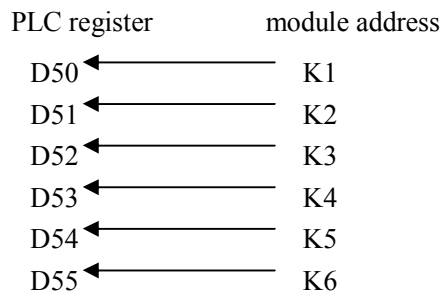 PLC register module address
D50 K1
D51 K2
D52 K3
D53 K4
D54 K5
D55 K6